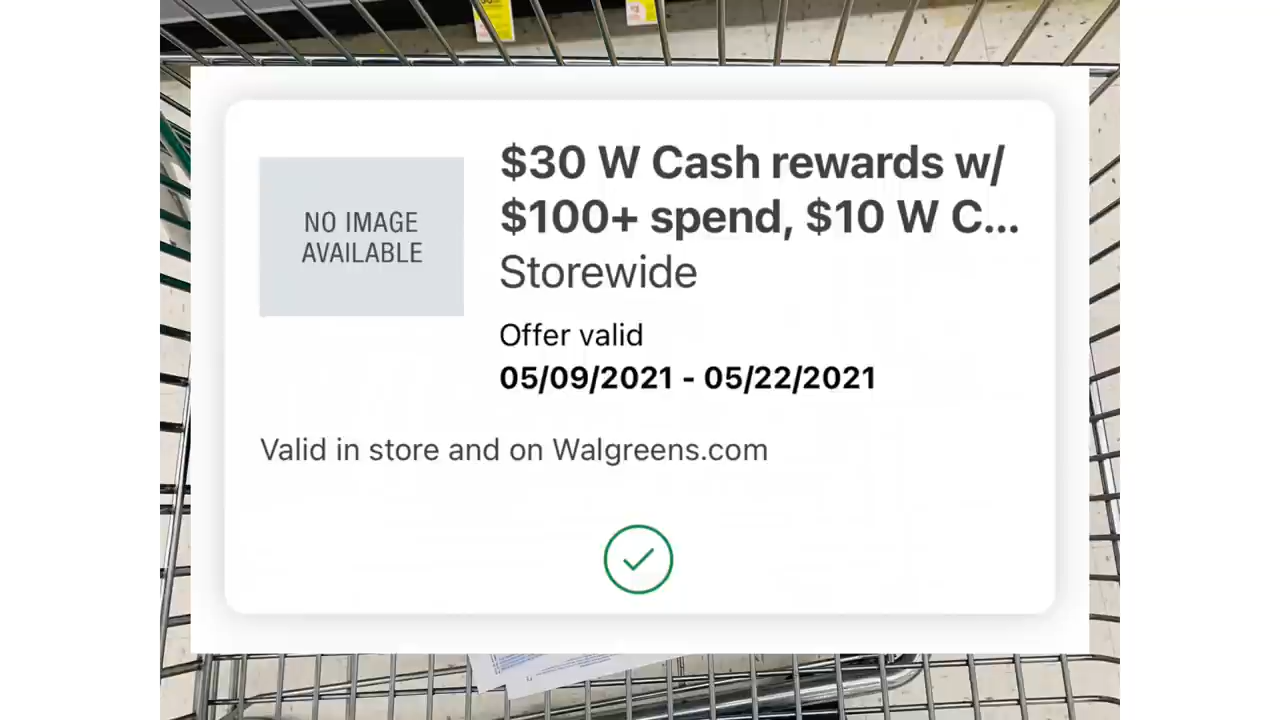 NO IMAGE
AVAILABLE
$30 W Cash rewards w/
$100+ spend, $10 W C...
Storewide
Offer valid
05/09/2021 - 05/22/2021
Valid in store and on Walgreens.com